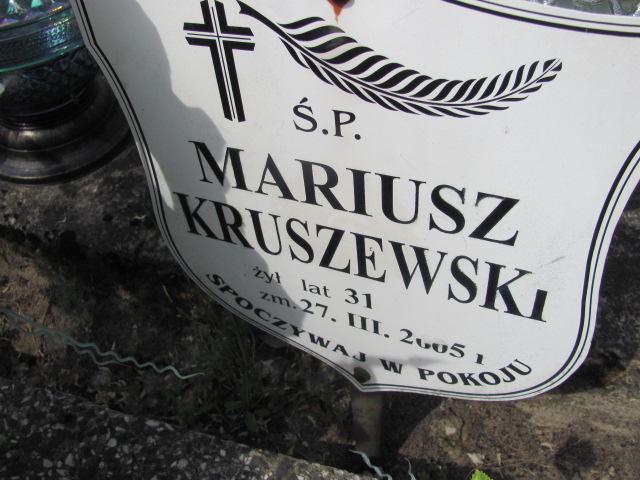 Ś.P.
MARIUSZ
KRUSZEWSKI
żył lat 31
zm. 27. III. 2005 r
SPOCZYWAJ W POKOJU